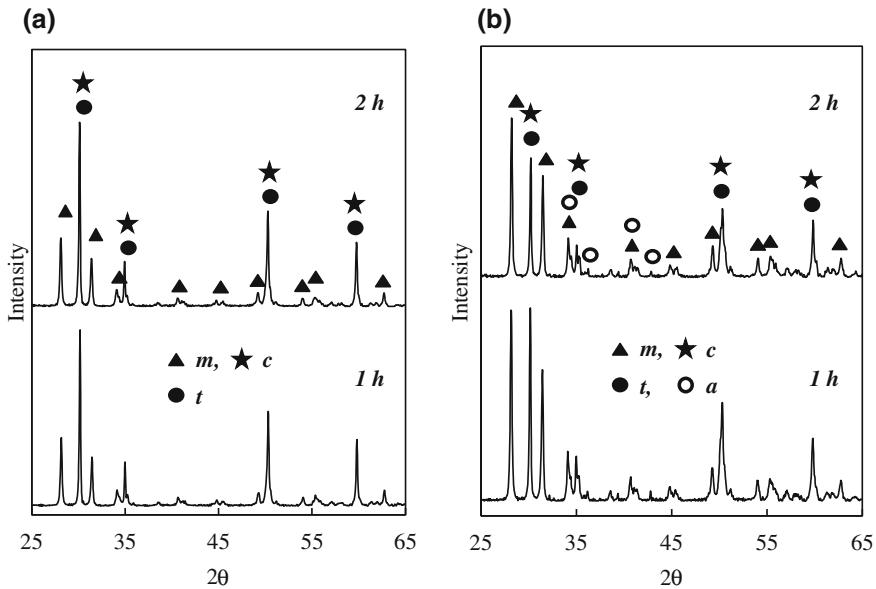 (a)
2 h
Intensity
m, c
t
1 h
25 35 45 55 65
2θ
(b)
2 h
Intensity
m, c
t, a
1 h
25 35 45 55 65
2θ